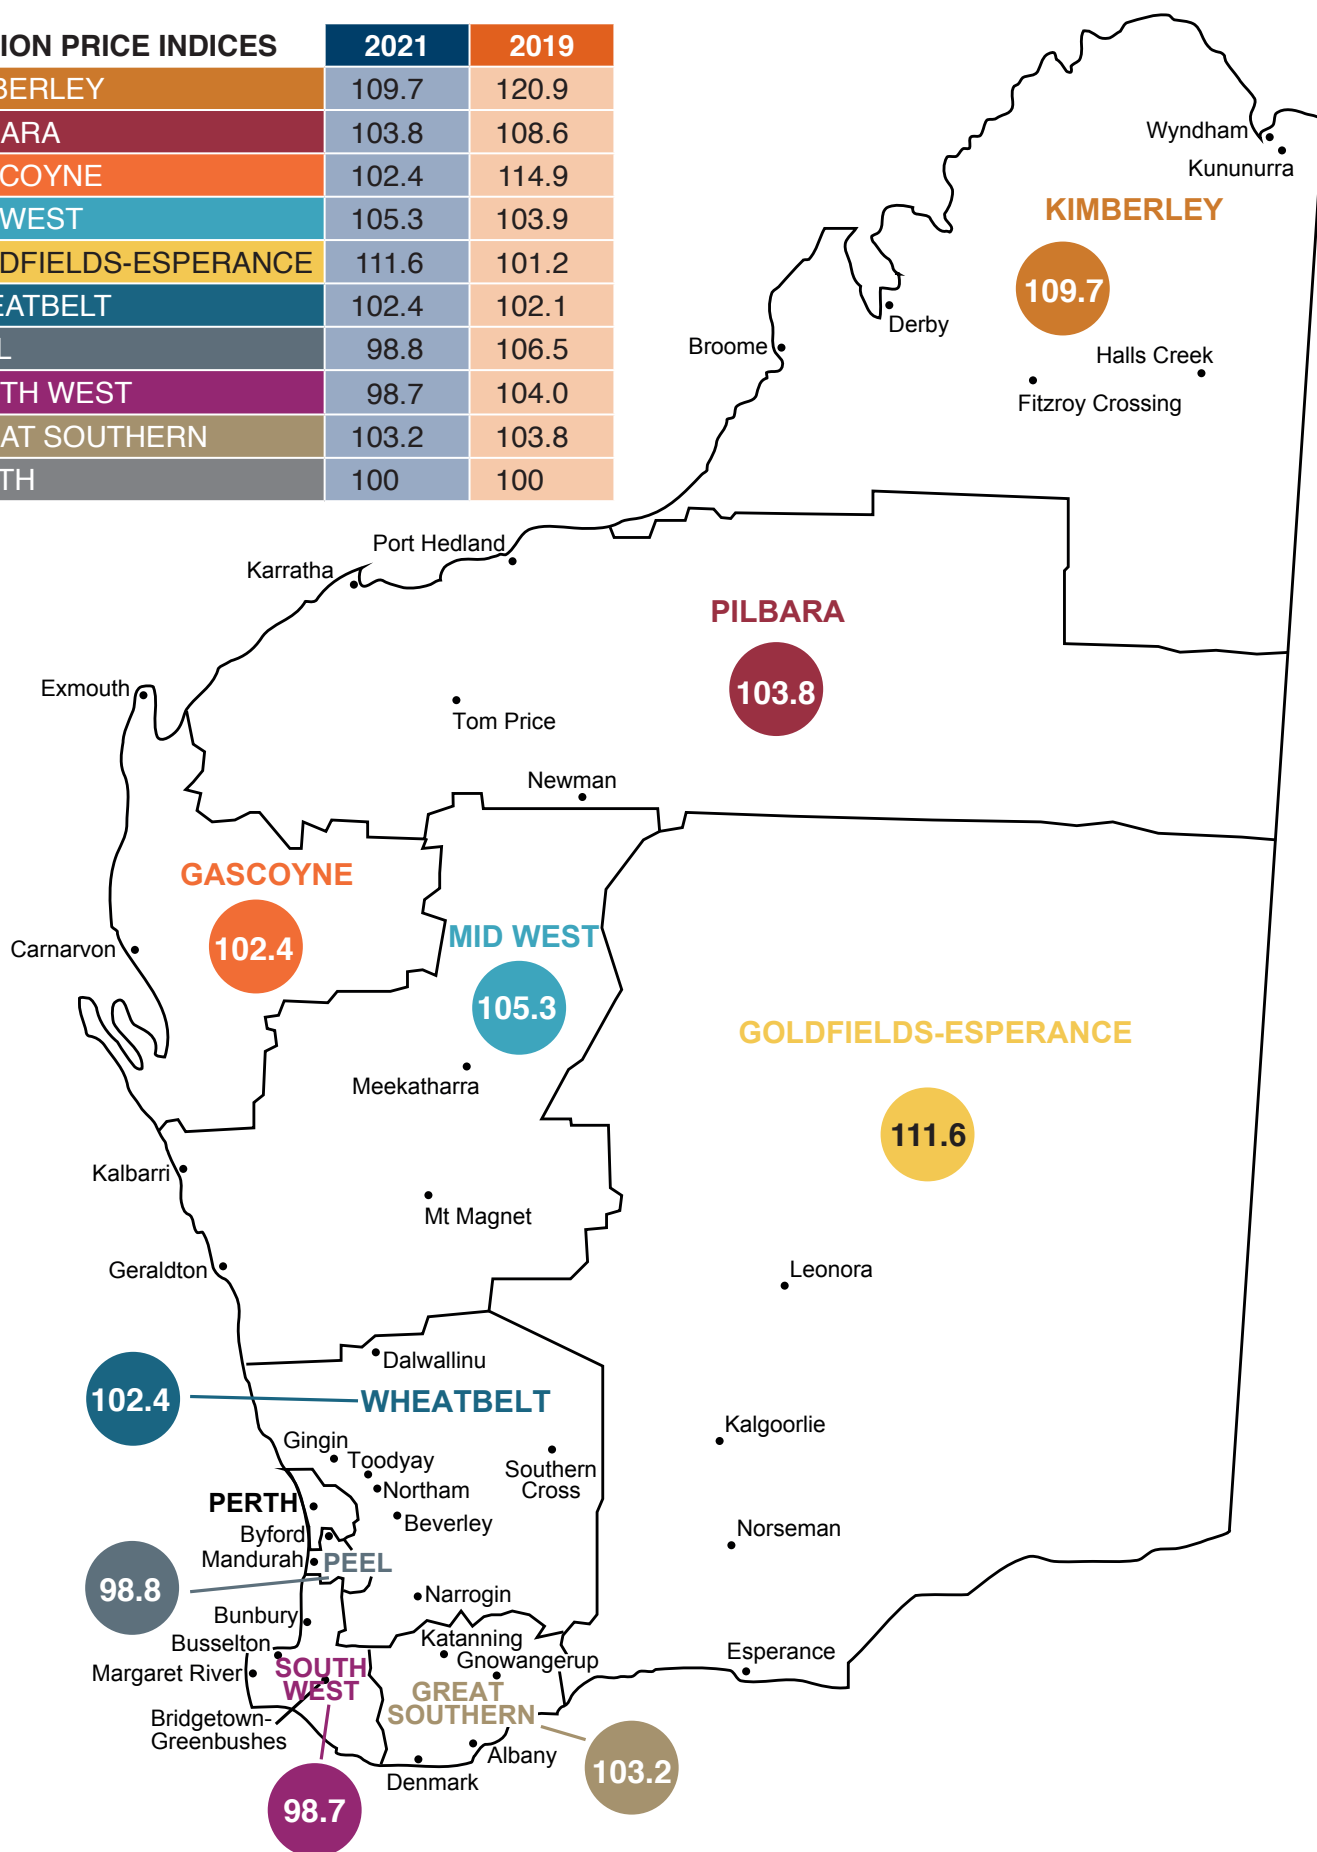 ION PRICE INDICES 2021 2019
BERLEY 109.7 120.9
ARA 103.8 108.6
COYNE 102.4 114.9
WEST 105.3 103.9
DFIELDS-ESPERANCE 111.6 101.2
EATBELT 102.4 102.1
L 98.8 106.5
TH WEST 98.7 104.0
AT SOUTHERN 103.2 103.8
TH 100 100
Wyndham
Kununurra
KIMBERLEY
109.7
Derby
Broome
Halls Creek
Fitzroy Crossing
Port Hedland
Karratha
PILBARA
103.8
Exmouth
Tom Price
Newman
GASCOYNE
102.4
MID WEST
105.3
Carnarvon
GOLDFIELDS-ESPERANCE
111.6
Meekatharra
Kalbarri
Mt Magnet
Geraldton
Leonora
Dalwallinu
102.4
WHEATBELT
Kalgoorlie
Gingin
Toodyay
Southern
Cross
Northam
PERTH
Beverley
Norseman
Byford
Mandurah
PEEL
98.8
Narrogin
Bunbury
Busselton
Katanning
Gnowangerup
Esperance
Margaret River
SOUTH
WEST
GREAT
SOUTHERN
Bridgetown-
Greenbushes
Albany
Denmark
103.2
98.7